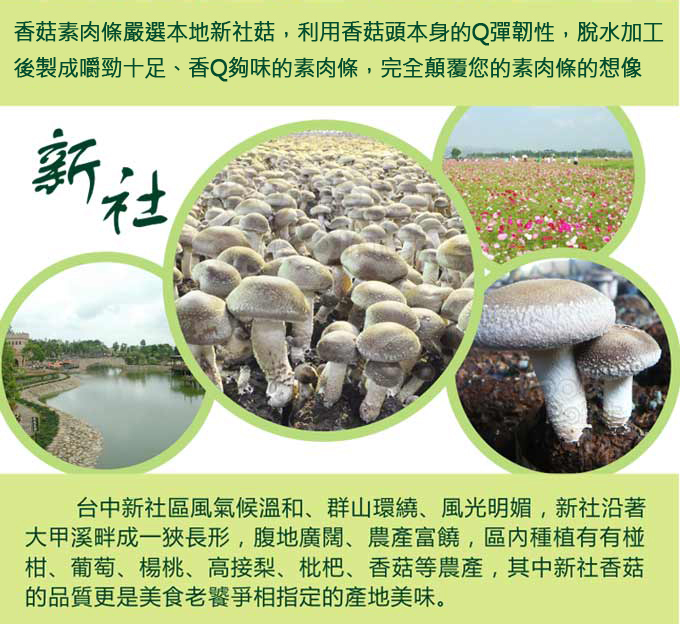 香菇素肉條嚴選本地新社菇，利用香菇頭本身的Q彈韌性，脫水加工
後製成嚼勁十足、香Q夠味的素肉條，完全顛覆您的素肉條的想像
新社
台中新社區風氣候溫和、群山環繞、風光明媚，新社沿著
大甲溪畔成一狹長形，腹地廣闊、農產富饒，區內種植有有椪
柑、葡萄、楊桃、高接梨、枇杷、香菇等農產，其中新社香菇
的品質更是美食老饕爭相指定的產地美味。